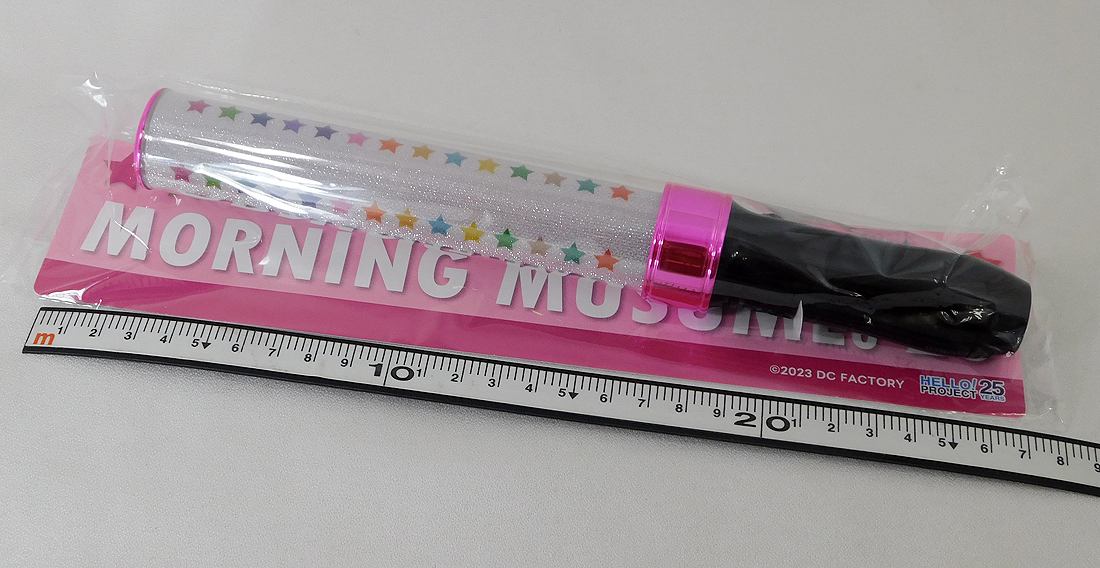 MORNING MUSUME。
©2023 DC FACTORY
HELLO! PROJECT 25 YEARS
m 1 2 3 4 5 6 7 8 9 10 1 2 3 4 5 6 7 8 9 20 1 2 3 4 5 6 7 8 9